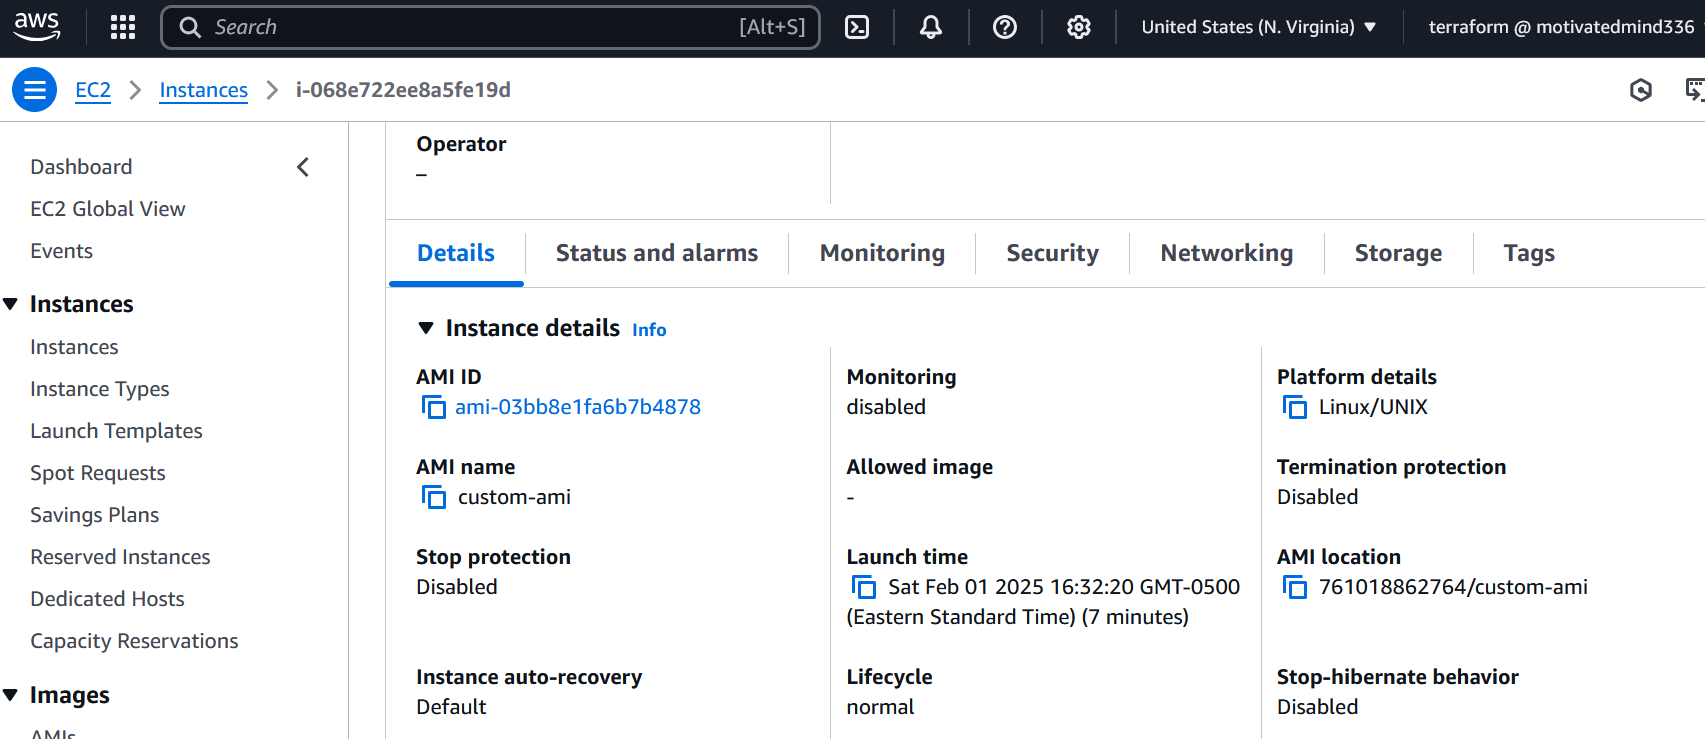 aws
Search [Alt+S]
United States (N. Virginia)
terraform @ motivatedmind336
EC2
Instances
i-068e722ee8a5fe19d
Dashboard
EC2 Global View
Events
Instances
Instances
Instance Types
Launch Templates
Spot Requests
Savings Plans
Reserved Instances
Dedicated Hosts
Capacity Reservations
Images
AMIs
Operator
–
Details
Status and alarms
Monitoring
Security
Networking
Storage
Tags
Instance details Info
AMI ID
ami-03bb8e1fa6b7b4878
Monitoring
disabled
Platform details
Linux/UNIX
AMI name
custom-ami
Allowed image
-
Termination protection
Disabled
Stop protection
Disabled
Launch time
Sat Feb 01 2025 16:32:20 GMT-0500
(Eastern Standard Time) (7 minutes)
AMI location
761018862764/custom-ami
Instance auto-recovery
Default
Lifecycle
normal
Stop-hibernate behavior
Disabled